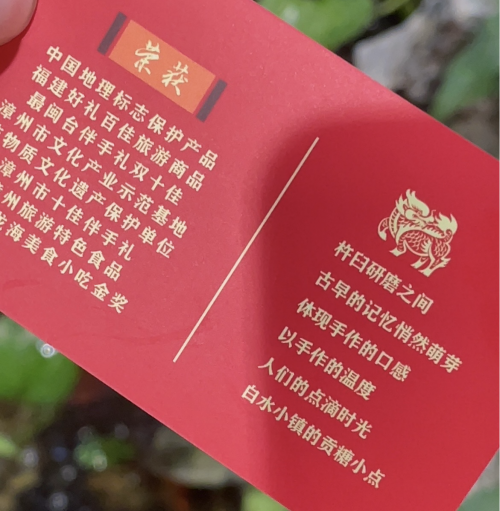 荣获
中国地理标志保护产品
福建好礼百佳旅游商品
最闽台伴手礼双十佳
漳州市文化产业示范基地
物质文化遗产保护单位
漳州市十佳伴手礼
州旅游特色食品
海美食小吃金奖
杵臼研磨之间
古早的记忆悄然萌芽
体现手作的口感
以手作的温度
人们的点滴时光
白水小镇的贡糖小点